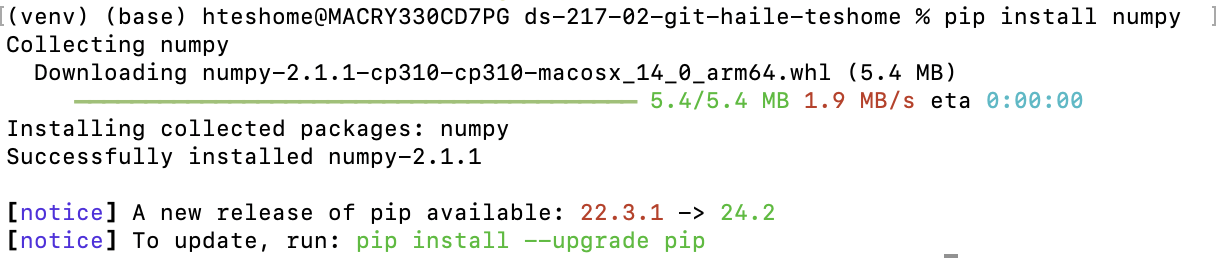 [(venv) (base) hteshome@MACRY330CD7PG ds-217-02-git-haile-teshome % pip install numpy ]
Collecting numpy
  Downloading numpy-2.1.1-cp310-cp310-macosx_14_0_arm64.whl (5.4 MB)
     ━━━━━━━━━━━━━━━━━━━━━━━━━━━━━━━━━━━━━━━━ 5.4/5.4 MB 1.9 MB/s eta 0:00:00
Installing collected packages: numpy
Successfully installed numpy-2.1.1

[notice] A new release of pip available: 22.3.1 -> 24.2
[notice] To update, run: pip install --upgrade pip